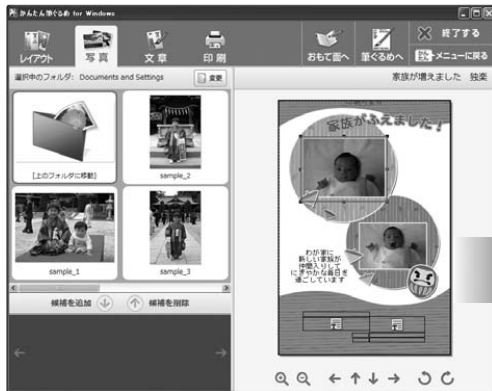 かんたん筆ぐるめ for Windows
レイアウト
写真
文章
印刷
おもて面へ
筆ぐるめへ
終了する
メニューに戻る
選択中のフォルダ: Documents and Settings
変更
家族が増えました 独楽
[上のフォルダに移動]
sample_2
sample_1
sample_3
候補を追加
候補を削除
家族がふえました!
わが家に
新しい家族が
仲間入りして
にぎやかな毎日を
過ごしています